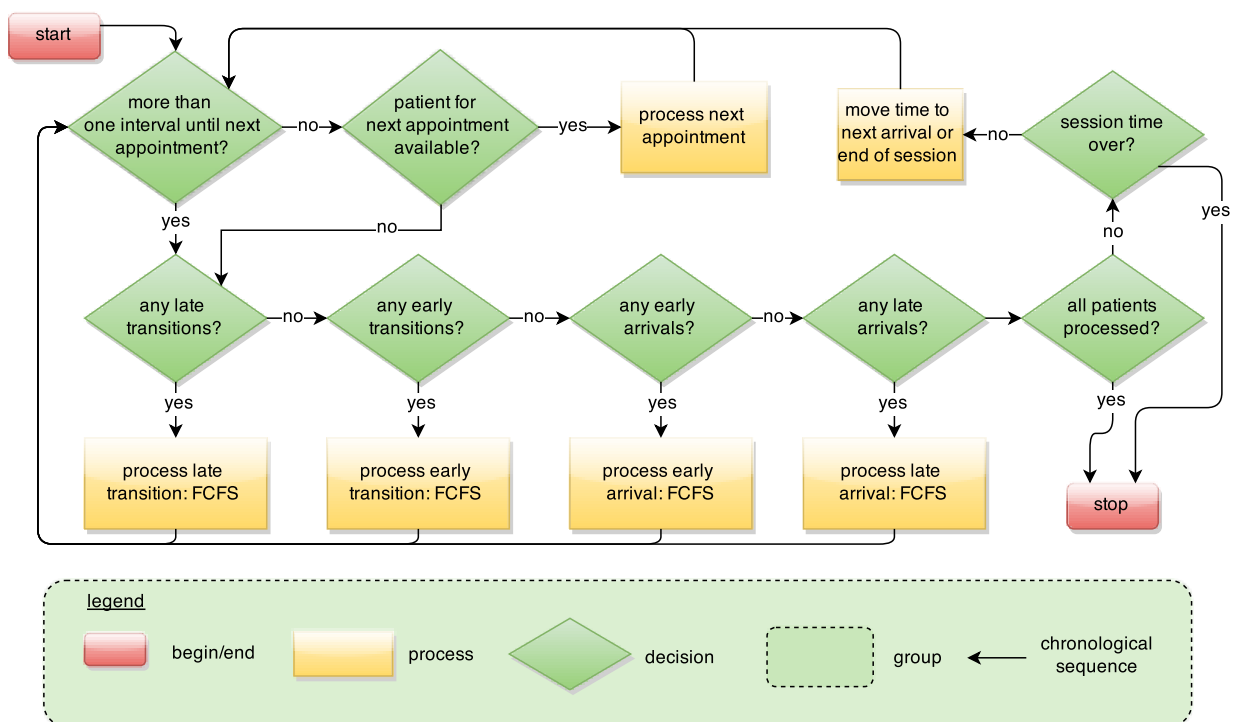 start
more than
one interval until next
appointment?
no
patient for
next appointment
available?
yes
process next
appointment
move time to
next arrival or
end of session
no
session time
over?
yes
yes
no
no
any late
transitions?
no
any early
transitions?
no
any early
arrivals?
no
any late
arrivals?
all patients
processed?
yes
yes
yes
yes
yes
process late
transition: FCFS
process early
transition: FCFS
process early
arrival: FCFS
process late
arrival: FCFS
stop
legend
begin/end
process
decision
group
chronological
sequence